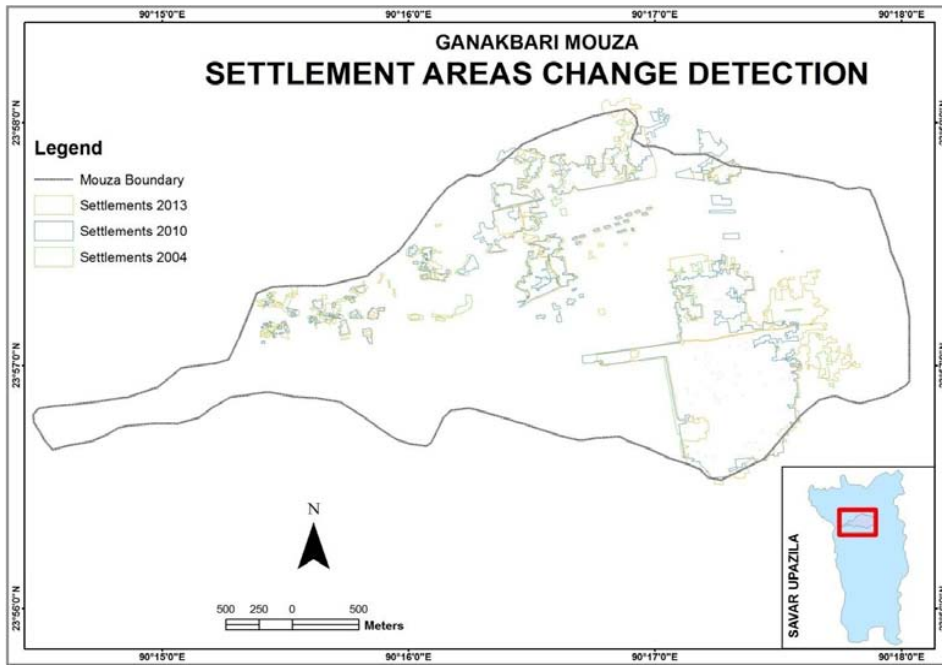 90°15'0"E 90°16'0"E 90°17'0"E 90°18'0"E
GANAKBARI MOUZA
SETTLEMENT AREAS CHANGE DETECTION
23°58'0"N
Legend
Mouza Boundary
Settlements 2013
Settlements 2010
Settlements 2004
23°57'0"N
N
SAVAR UPAZILA
23°56'0"N
500 250 0 500
Meters
90°15'0"E 90°16'0"E 90°17'0"E 90°18'0"E